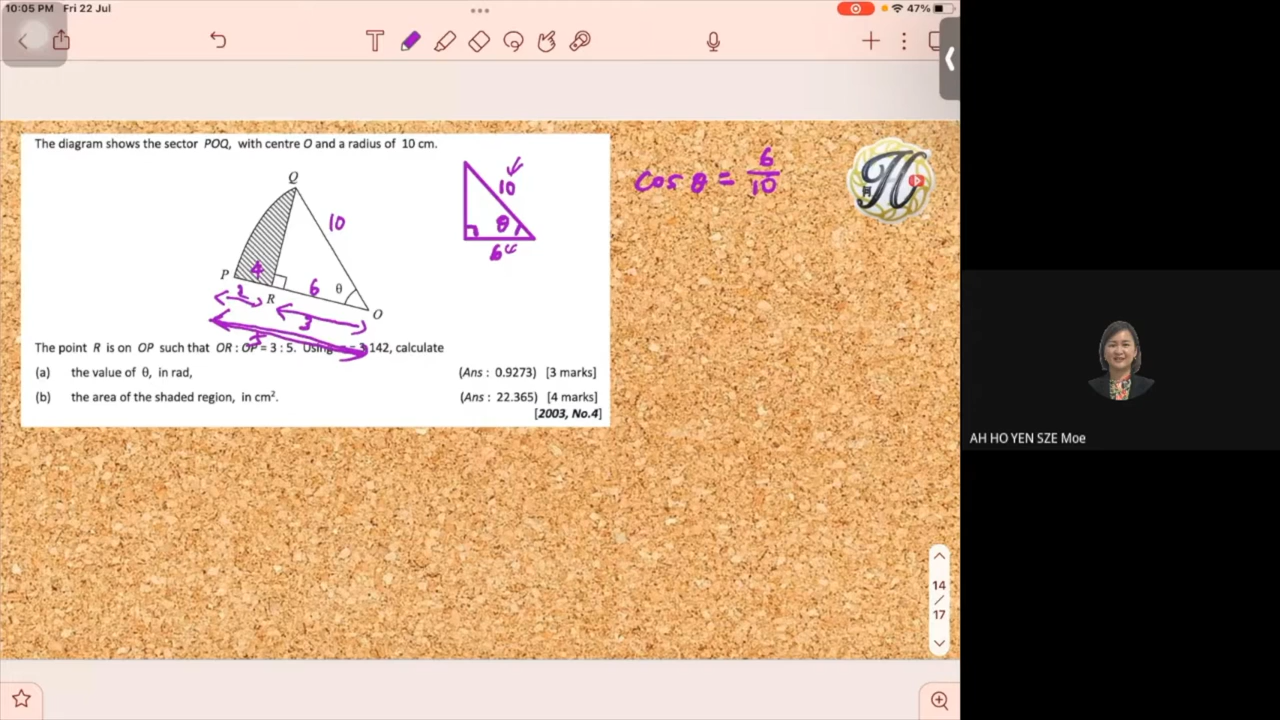 10:05 PM Fri 22 Jul
47%
The diagram shows the sector POQ, with centre O and a radius of 10 cm.
Q
10
P
4
2
R
6
θ
3
O
5
10
θ
6
cos θ = 6/10
The point R is on OP such that OR : OP = 3 : 5. Using = 3.142, calculate
(a) the value of θ, in rad, (Ans : 0.9273) [3 marks]
(b) the area of the shaded region, in cm². (Ans : 22.365) [4 marks]
[2003, No.4]
AH HO YEN SZE Moe
14
/
17